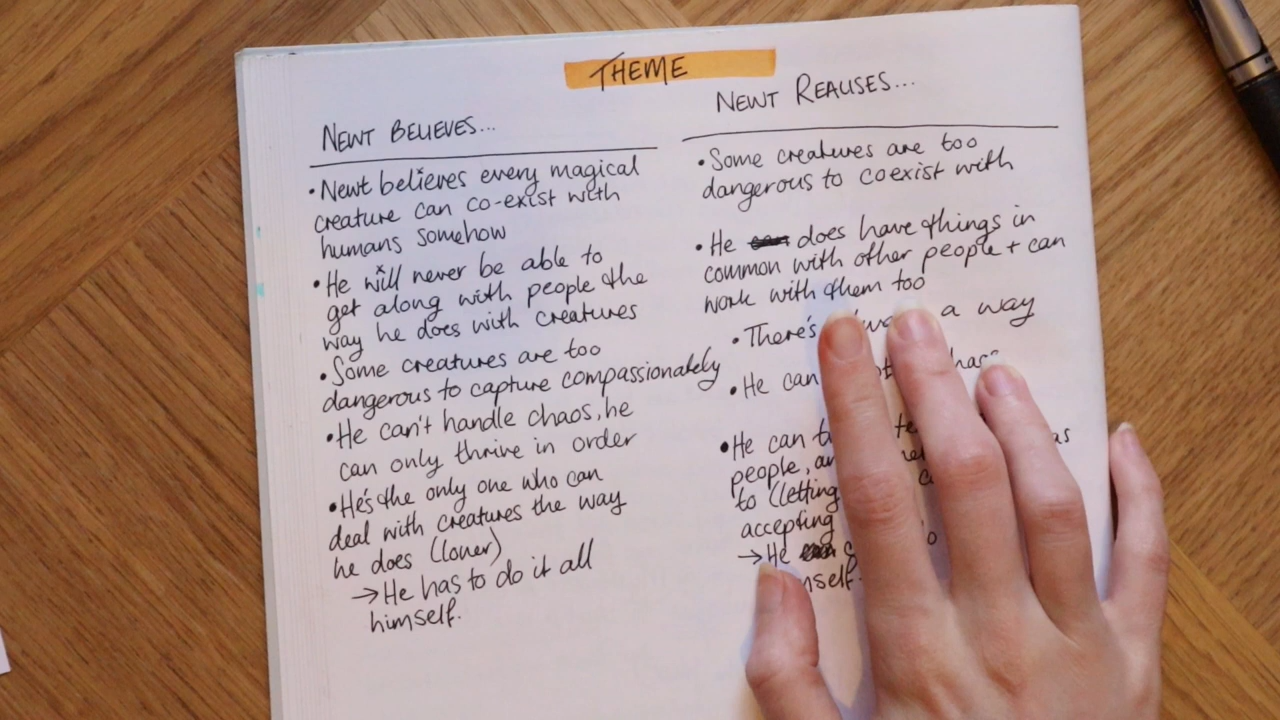 THEME
NEWT BELIEVES...
• Newt believes every magical
creature can co-exist with
humans somehow
• He will never be able to
get along with people the
way he does with creatures
• Some creatures are too
dangerous to capture compassionately
• He can't handle chaos, he
can only thrive in order
• He's the only one who can
deal with creatures the way
he does (loner)
→ He has to do it all
himself.
NEWT REALISES...
• Some creatures are too
dangerous to coexist with
• He does have things in
common with other people + can
work with them too
• There's a way
• He can
• He can
people,
to (letting
accepting
→ He